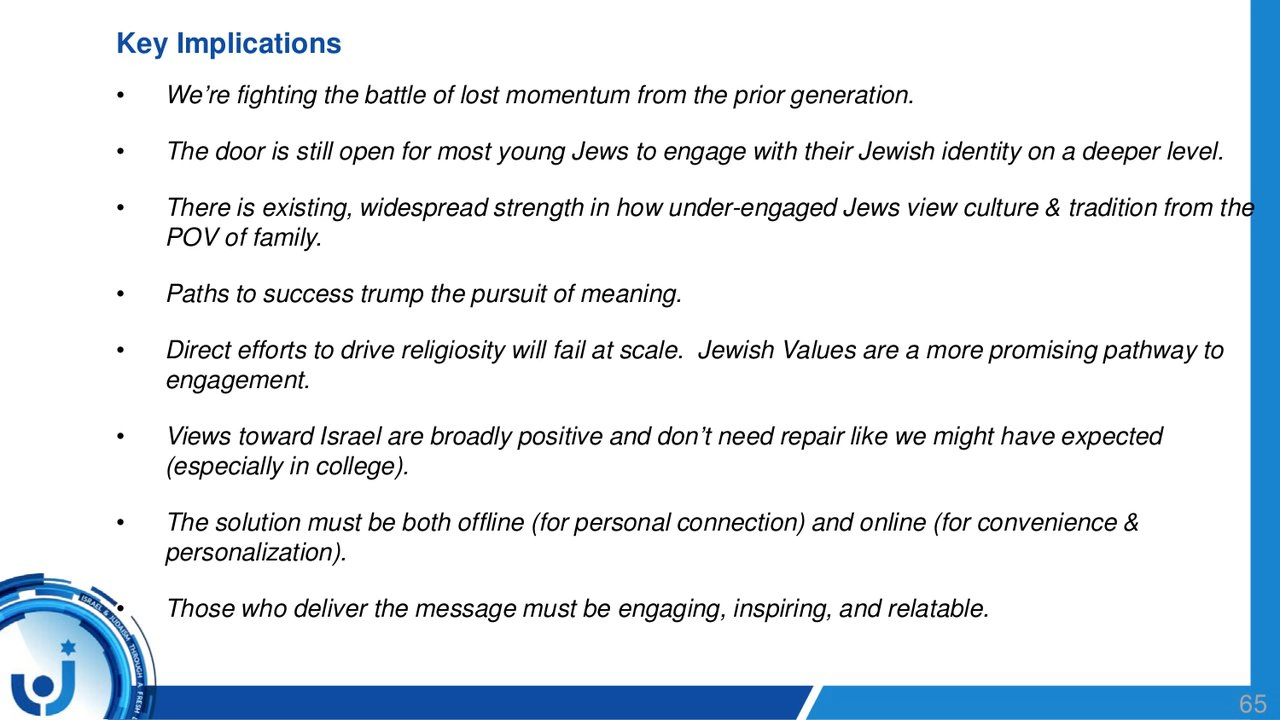 Key Implications
• We’re fighting the battle of lost momentum from the prior generation.
• The door is still open for most young Jews to engage with their Jewish identity on a deeper level.
• There is existing, widespread strength in how under-engaged Jews view culture & tradition from the
POV of family.
• Paths to success trump the pursuit of meaning.
• Direct efforts to drive religiosity will fail at scale.  Jewish Values are a more promising pathway to
engagement.
• Views toward Israel are broadly positive and don’t need repair like we might have expected
(especially in college).
• The solution must be both offline (for personal connection) and online (for convenience &
personalization).
• Those who deliver the message must be engaging, inspiring, and relatable.
ISRAEL & JUDAISM THROUGH A FRESH
65